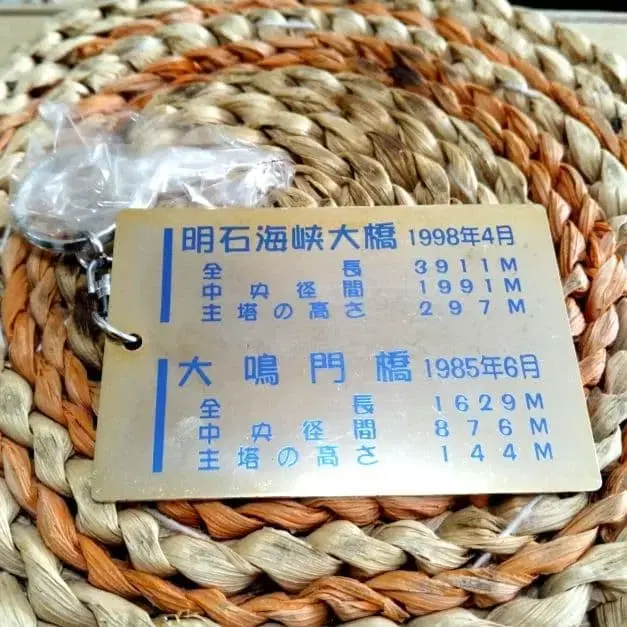 明石海峡大橋 1998年4月
全長 3911M
中央径間 1991M
主塔の高さ 297M
大鳴門橋 1985年6月
全長 1629M
中央径間 876M
主塔の高さ 144M